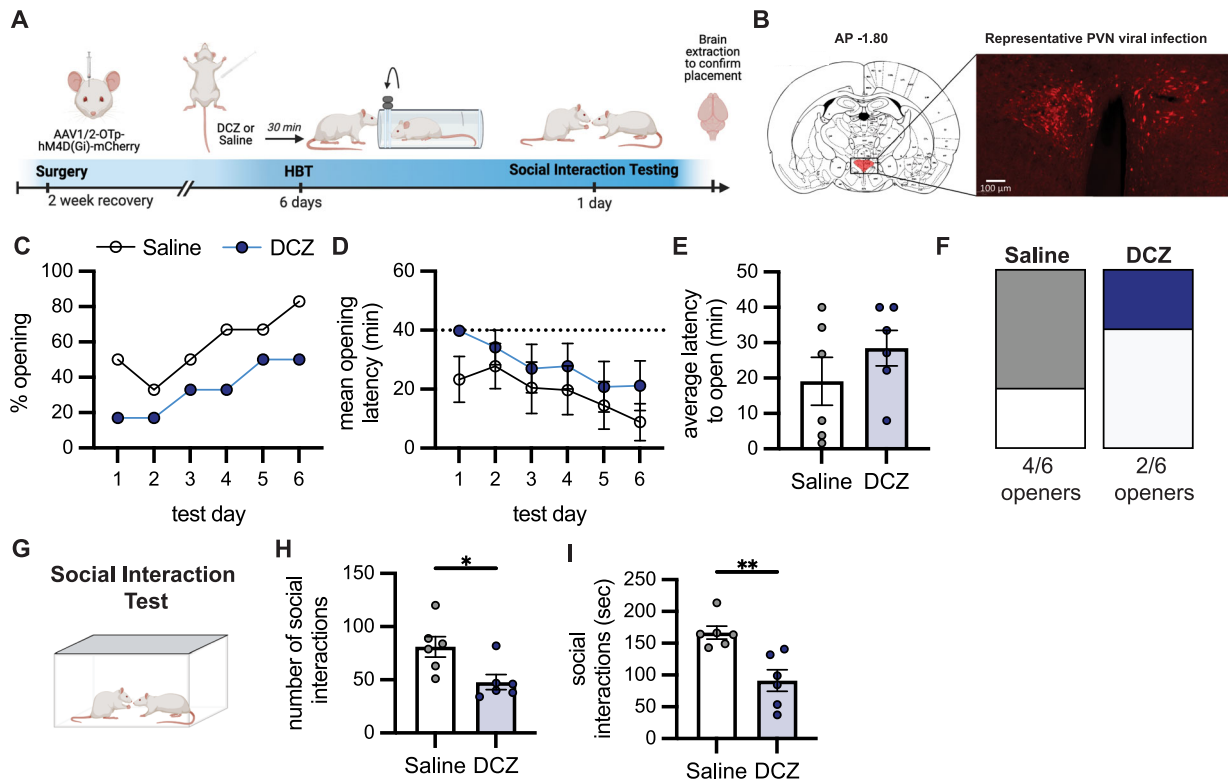 A
AAV1/2-OTp-
hM4D(Gi)-mCherry
DCZ or
Saline
30 min
Brain
extraction
to confirm
placement
Surgery
HBT
Social Interaction Testing
2 week recovery
6 days
1 day
B
AP -1.80
Representative PVN viral infection
100 µm
C
Saline
DCZ
% opening
100
80
60
40
20
0
1 2 3 4 5 6
test day
D
mean opening
latency (min)
60
40
20
0
1 2 3 4 5 6
test day
E
average latency
to open (min)
50
40
30
20
10
0
Saline DCZ
F
Saline
DCZ
4/6
openers
2/6
openers
G
Social Interaction
Test
H
number of social
interactions
150
100
50
0
*
Saline DCZ
I
social
interactions (sec)
250
200
150
100
50
0
**
Saline DCZ